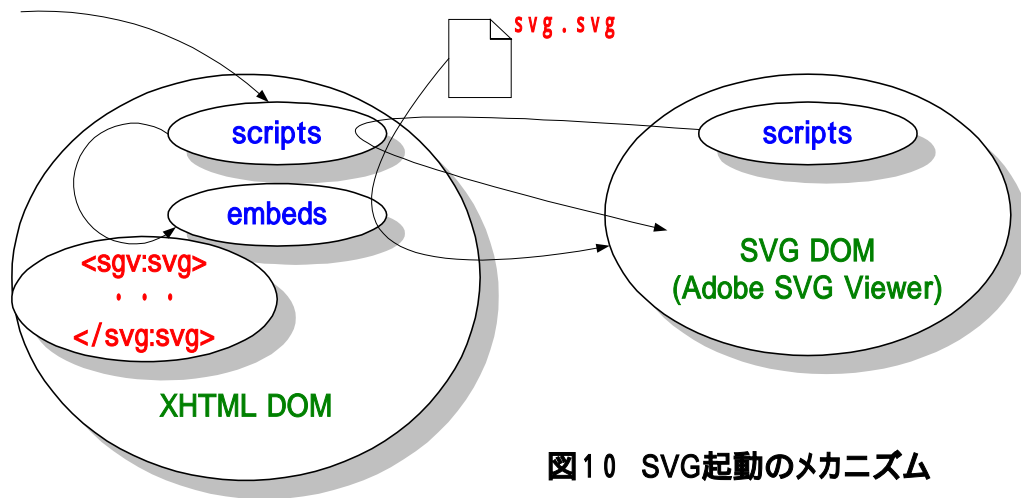 svg.svg
scripts
scripts
embeds
<sgv:svg>
・・・
</svg:svg>
SVG DOM
(Adobe SVG Viewer)
XHTML DOM
図10 SVG起動のメカニズム